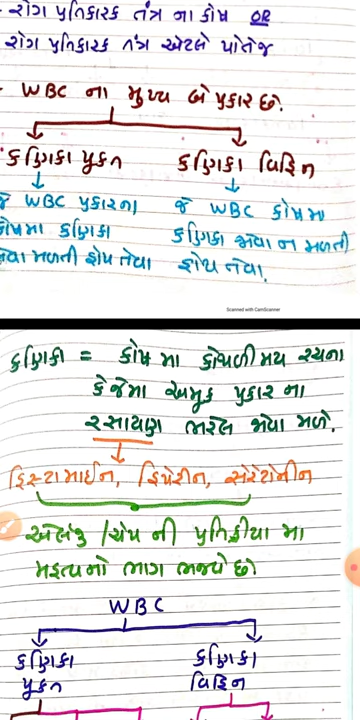 - રોગ પ્રતિકારક તંત્ર ના કોષ OR
રોગ પ્રતિકારક તંત્ર એટલે પોતેજ
- WBC ના મુખ્ય બે પ્રકાર છે.
કણિકા યુક્ત કણિકા વિહિન
જે WBC પ્રકારના જે WBC કોષમા
કોષમા કણિકા કણિકા જોવા ન મળતી
જોવા મળતી હોય તેવા હોય તેવા.
Scanned with CamScanner
કણિકા = કોષ મા કોથળીમય રચના
કે જેમા અમુક પ્રકાર ના
રસાયણ ભરેલ જોવા મળે.
હિસ્ટામાઈન, હિપેરીન, સેરેટોનીન
એલર્જી / ચેપ ની પ્રતિક્રીયા મા
મહત્વનો ભાગ ભજવે છે.
WBC
કણિકા કણિકા
યુક્ત વિહિન